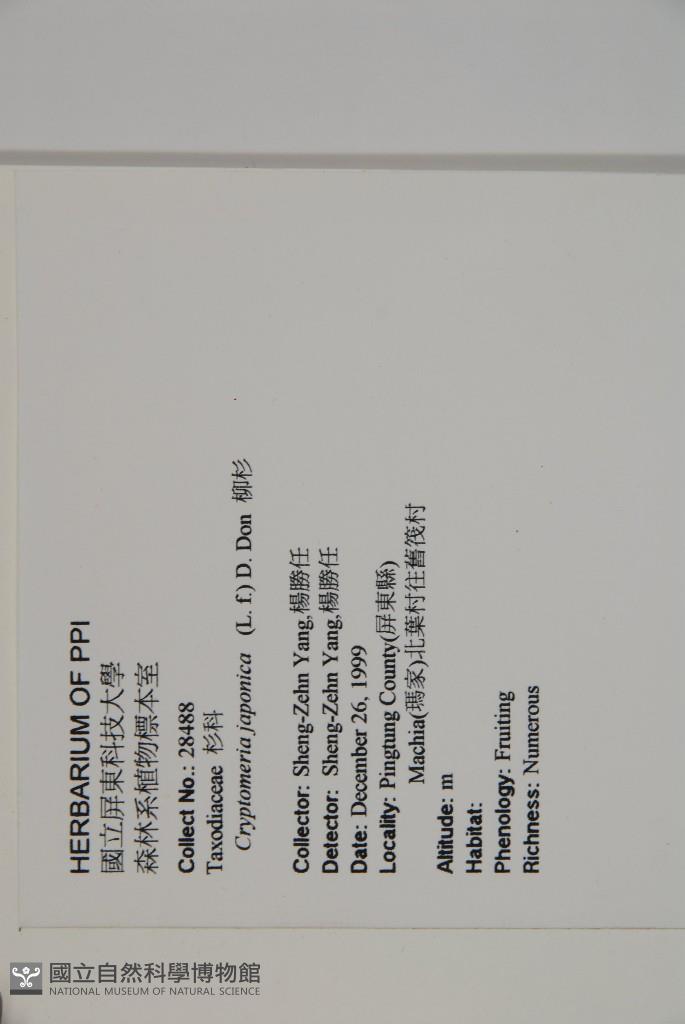 HERBARIUM OF PPI
國立屏東科技大學
森林系植物標本室
Collect No.: 28488
Taxodiaceae 杉科
Cryptomeria japonica (L. f.) D. Don 柳杉
Collector: Sheng-Zehn Yang,楊勝任
Detector: Sheng-Zehn Yang,楊勝任
Date: December 26, 1999
Locality: Pingtung County(屏東縣)
Machia(瑪家)北葉村往舊筏村
Altitude: m
Habitat:
Phenology: Fruiting
Richness: Numerous
國立自然科學博物館
NATIONAL MUSEUM OF NATURAL SCIENCE